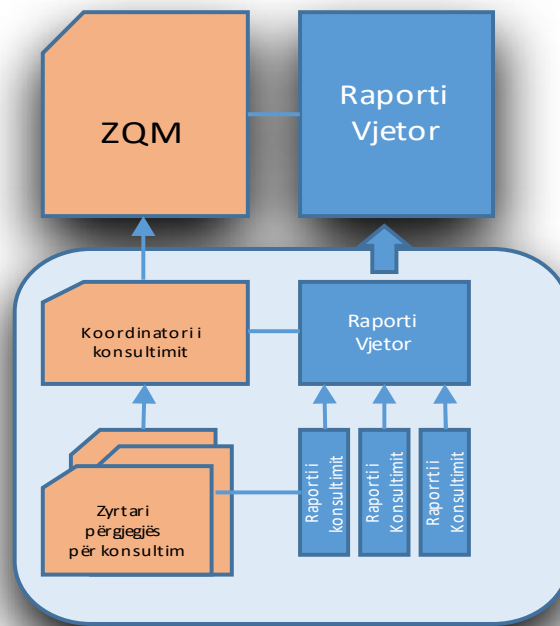 ZQM
Raporti
Vjetor
Koordinatori i
konsultimit
Raporti
Vjetor
Zyrtari
përgjegjës
për konsultim
Raporti i
konsultimit
Raporti i
Konsultimit
Raporrti i
Konsultimit